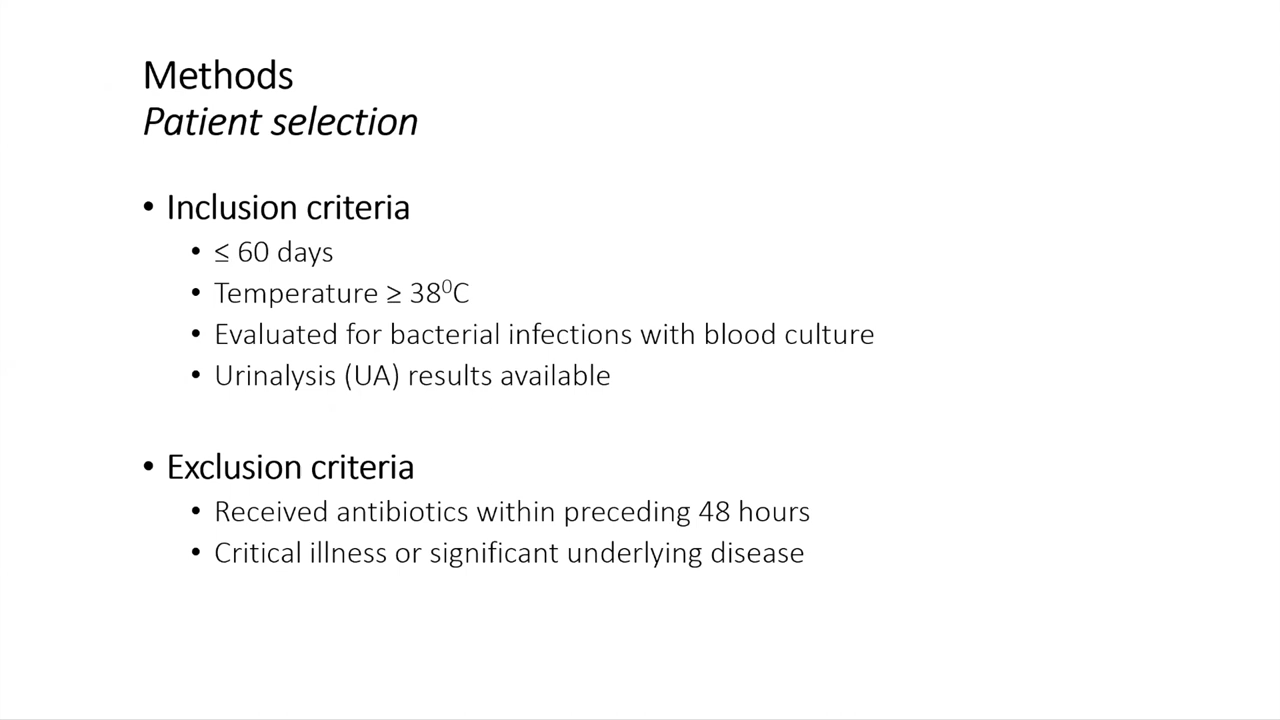 Methods
Patient selection
• Inclusion criteria
• ≤ 60 days
• Temperature ≥ 38⁰C
• Evaluated for bacterial infections with blood culture
• Urinalysis (UA) results available
• Exclusion criteria
• Received antibiotics within preceding 48 hours
• Critical illness or significant underlying disease